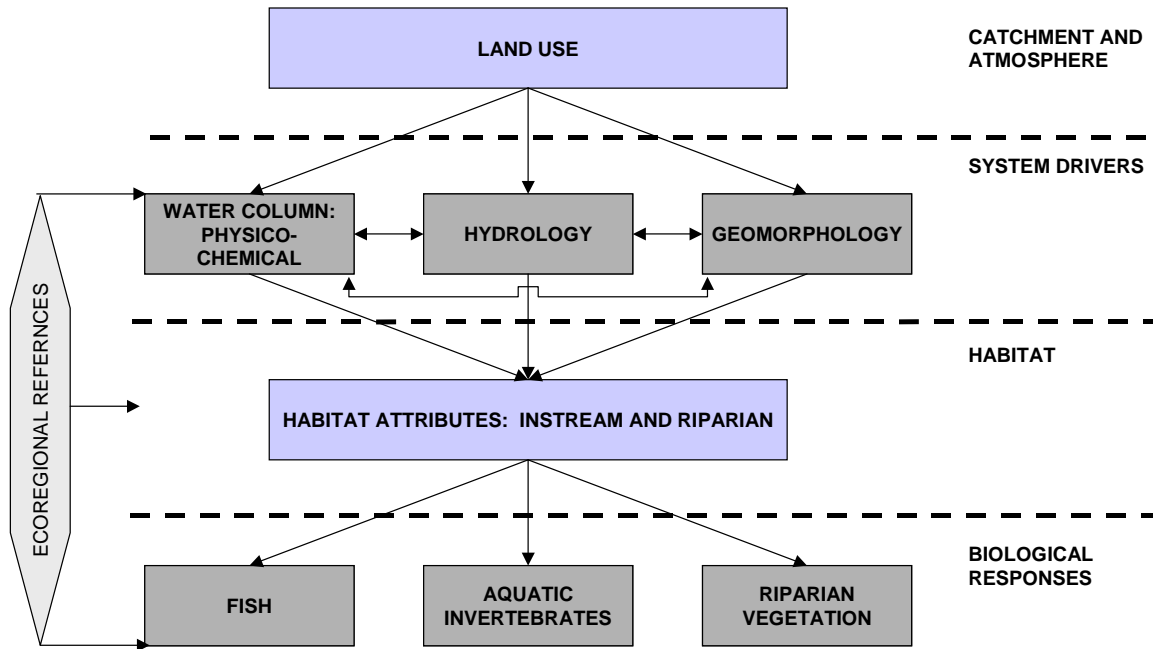 LAND USE
CATCHMENT AND
ATMOSPHERE
SYSTEM DRIVERS
WATER COLUMN:
PHYSICO-
CHEMICAL
HYDROLOGY
GEOMORPHOLOGY
ECOREGIONAL REFERENCES
HABITAT
HABITAT ATTRIBUTES: INSTREAM AND RIPARIAN
BIOLOGICAL
RESPONSES
FISH
AQUATIC
INVERTEBRATES
RIPARIAN
VEGETATION